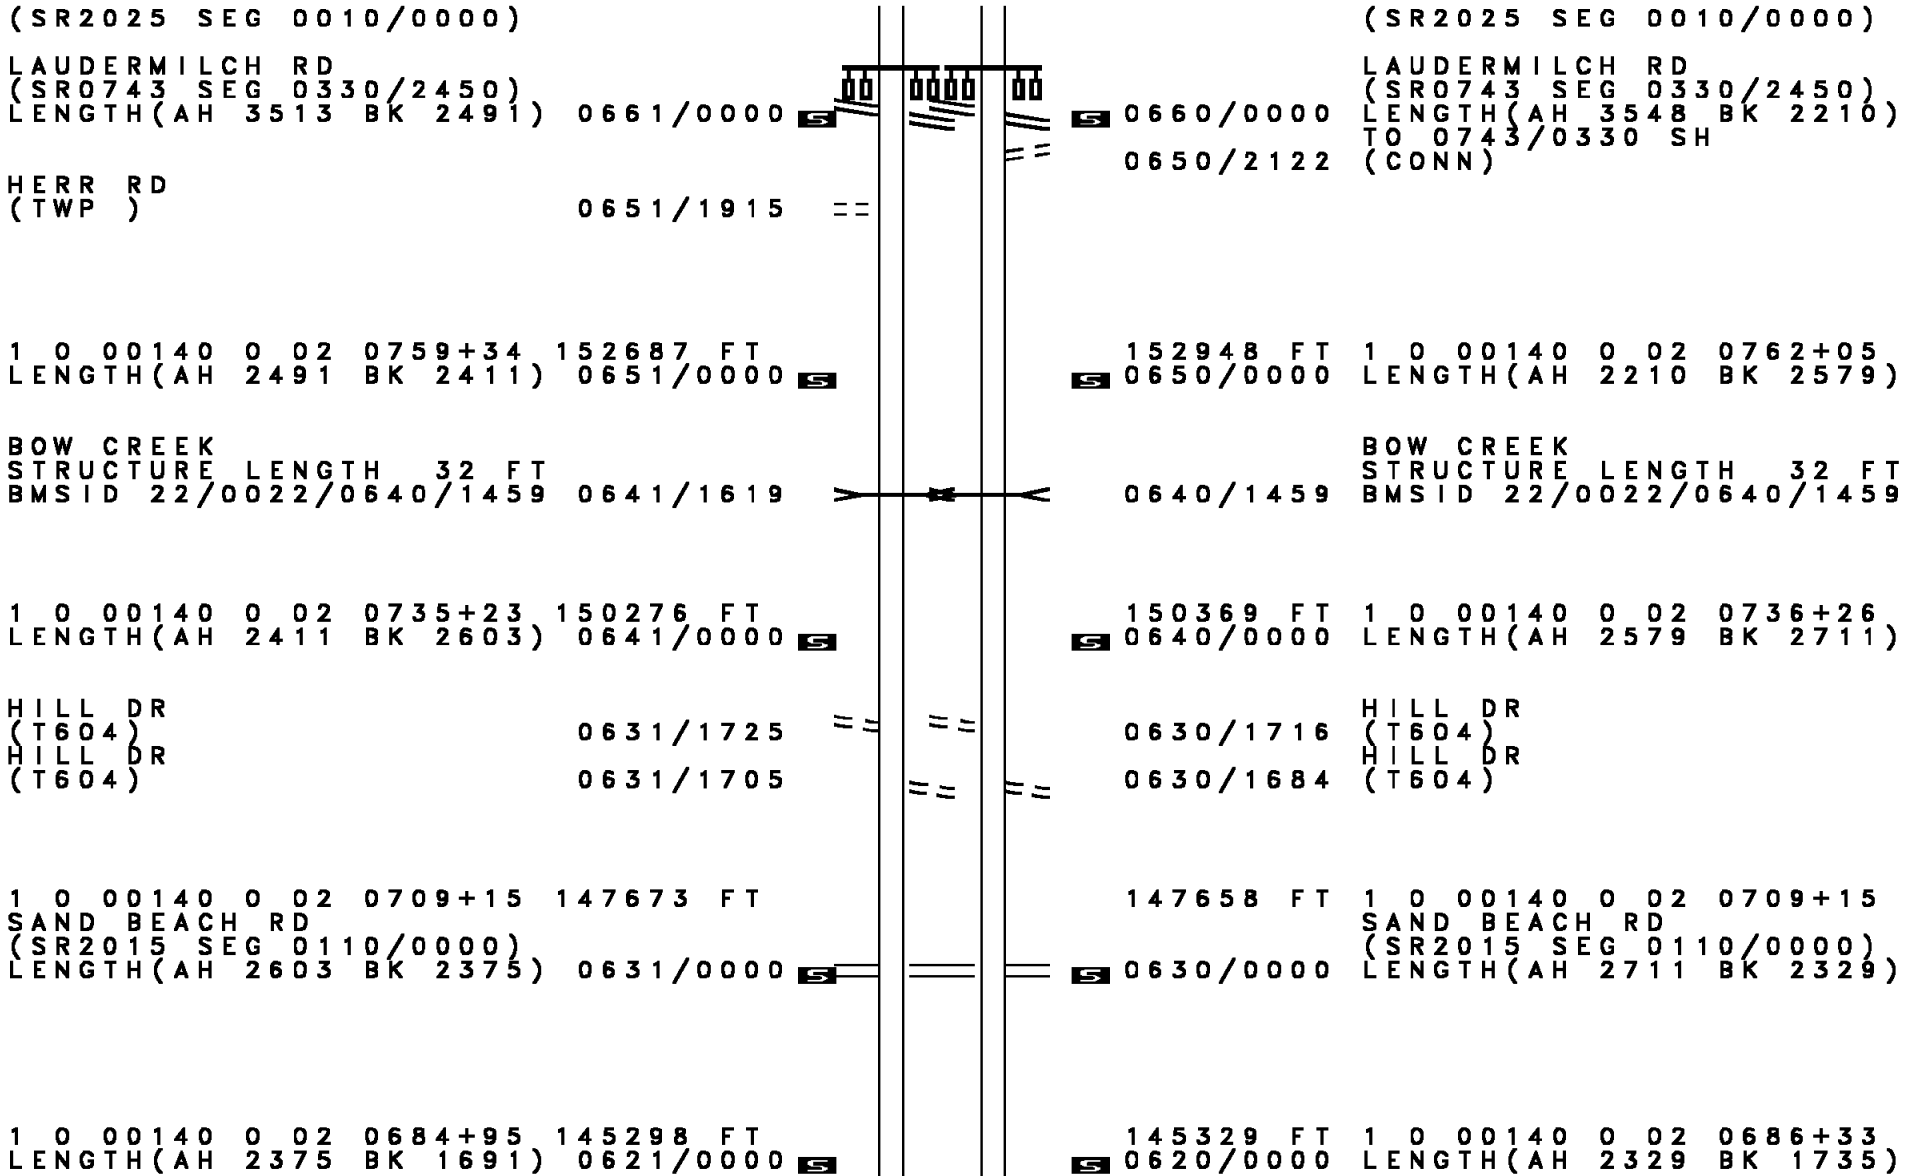 (SR2025 SEG 0010/0000) (SR2025 SEG 0010/0000)
LAUDERMILCH RD LAUDERMILCH RD
(SR0743 SEG 0330/2450) (SR0743 SEG 0330/2450)
LENGTH(AH 3513 BK 2491) 0661/0000 S S 0660/0000 LENGTH(AH 3548 BK 2210)
TO 0743/0330 SH
0650/2122 (CONN)
HERR RD
(TWP ) 0651/1915
1 0 00140 0 02 0759+34 152687 FT 152948 FT 1 0 00140 0 02 0762+05
LENGTH(AH 2491 BK 2411) 0651/0000 S S 0650/0000 LENGTH(AH 2210 BK 2579)
BOW CREEK BOW CREEK
STRUCTURE LENGTH 32 FT STRUCTURE LENGTH 32 FT
BMSID 22/0022/0640/1459 0641/1619 0640/1459 BMSID 22/0022/0640/1459
1 0 00140 0 02 0735+23 150276 FT 150369 FT 1 0 00140 0 02 0736+26
LENGTH(AH 2411 BK 2603) 0641/0000 S S 0640/0000 LENGTH(AH 2579 BK 2711)
HILL DR HILL DR
(T604) 0631/1725 0630/1716 (T604)
HILL DR HILL DR
(T604) 0631/1705 0630/1684 (T604)
1 0 00140 0 02 0709+15 147673 FT 147658 FT 1 0 00140 0 02 0709+15
SAND BEACH RD SAND BEACH RD
(SR2015 SEG 0110/0000) (SR2015 SEG 0110/0000)
LENGTH(AH 2603 BK 2375) 0631/0000 S S 0630/0000 LENGTH(AH 2711 BK 2329)
1 0 00140 0 02 0684+95 145298 FT 145329 FT 1 0 00140 0 02 0686+33
LENGTH(AH 2375 BK 1691) 0621/0000 S S 0620/0000 LENGTH(AH 2329 BK 1735)